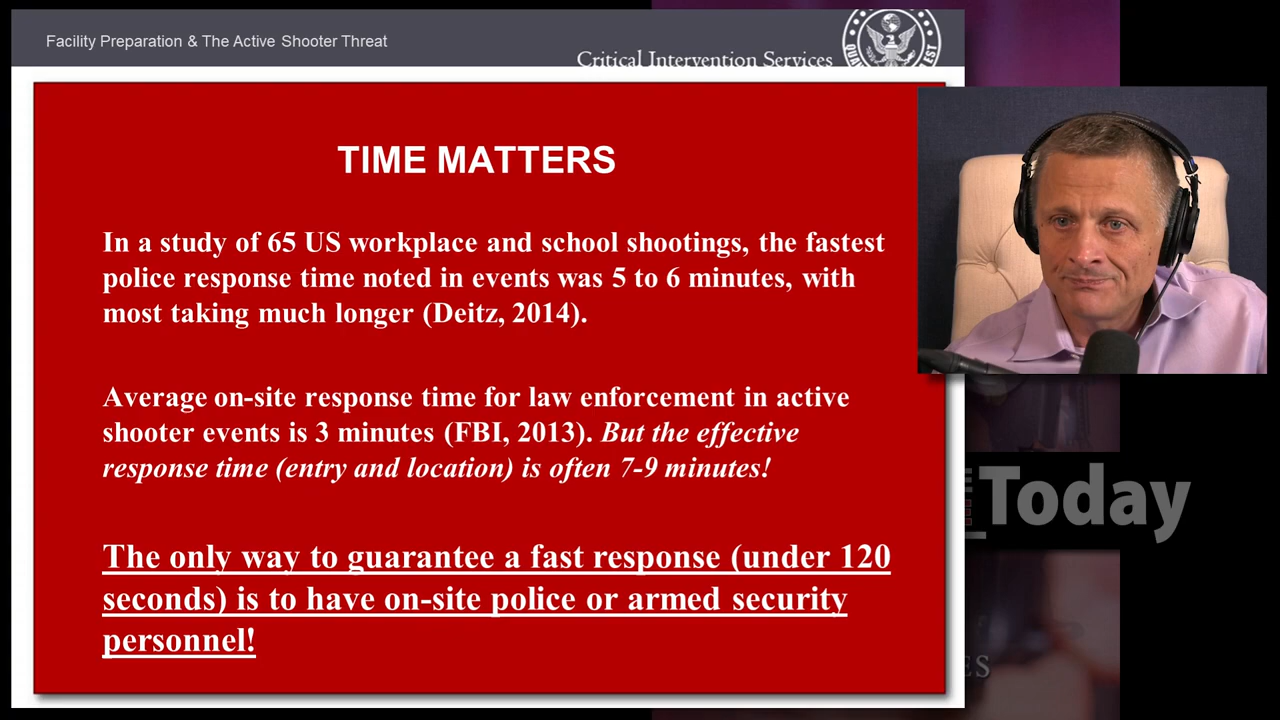 Facility Preparation & The Active Shooter Threat
Critical Intervention Services
TIME MATTERS
In a study of 65 US workplace and school shootings, the fastest
police response time noted in events was 5 to 6 minutes, with
most taking much longer (Deitz, 2014).
Average on-site response time for law enforcement in active
shooter events is 3 minutes (FBI, 2013). But the effective
response time (entry and location) is often 7-9 minutes!
The only way to guarantee a fast response (under 120
seconds) is to have on-site police or armed security
personnel!
Today